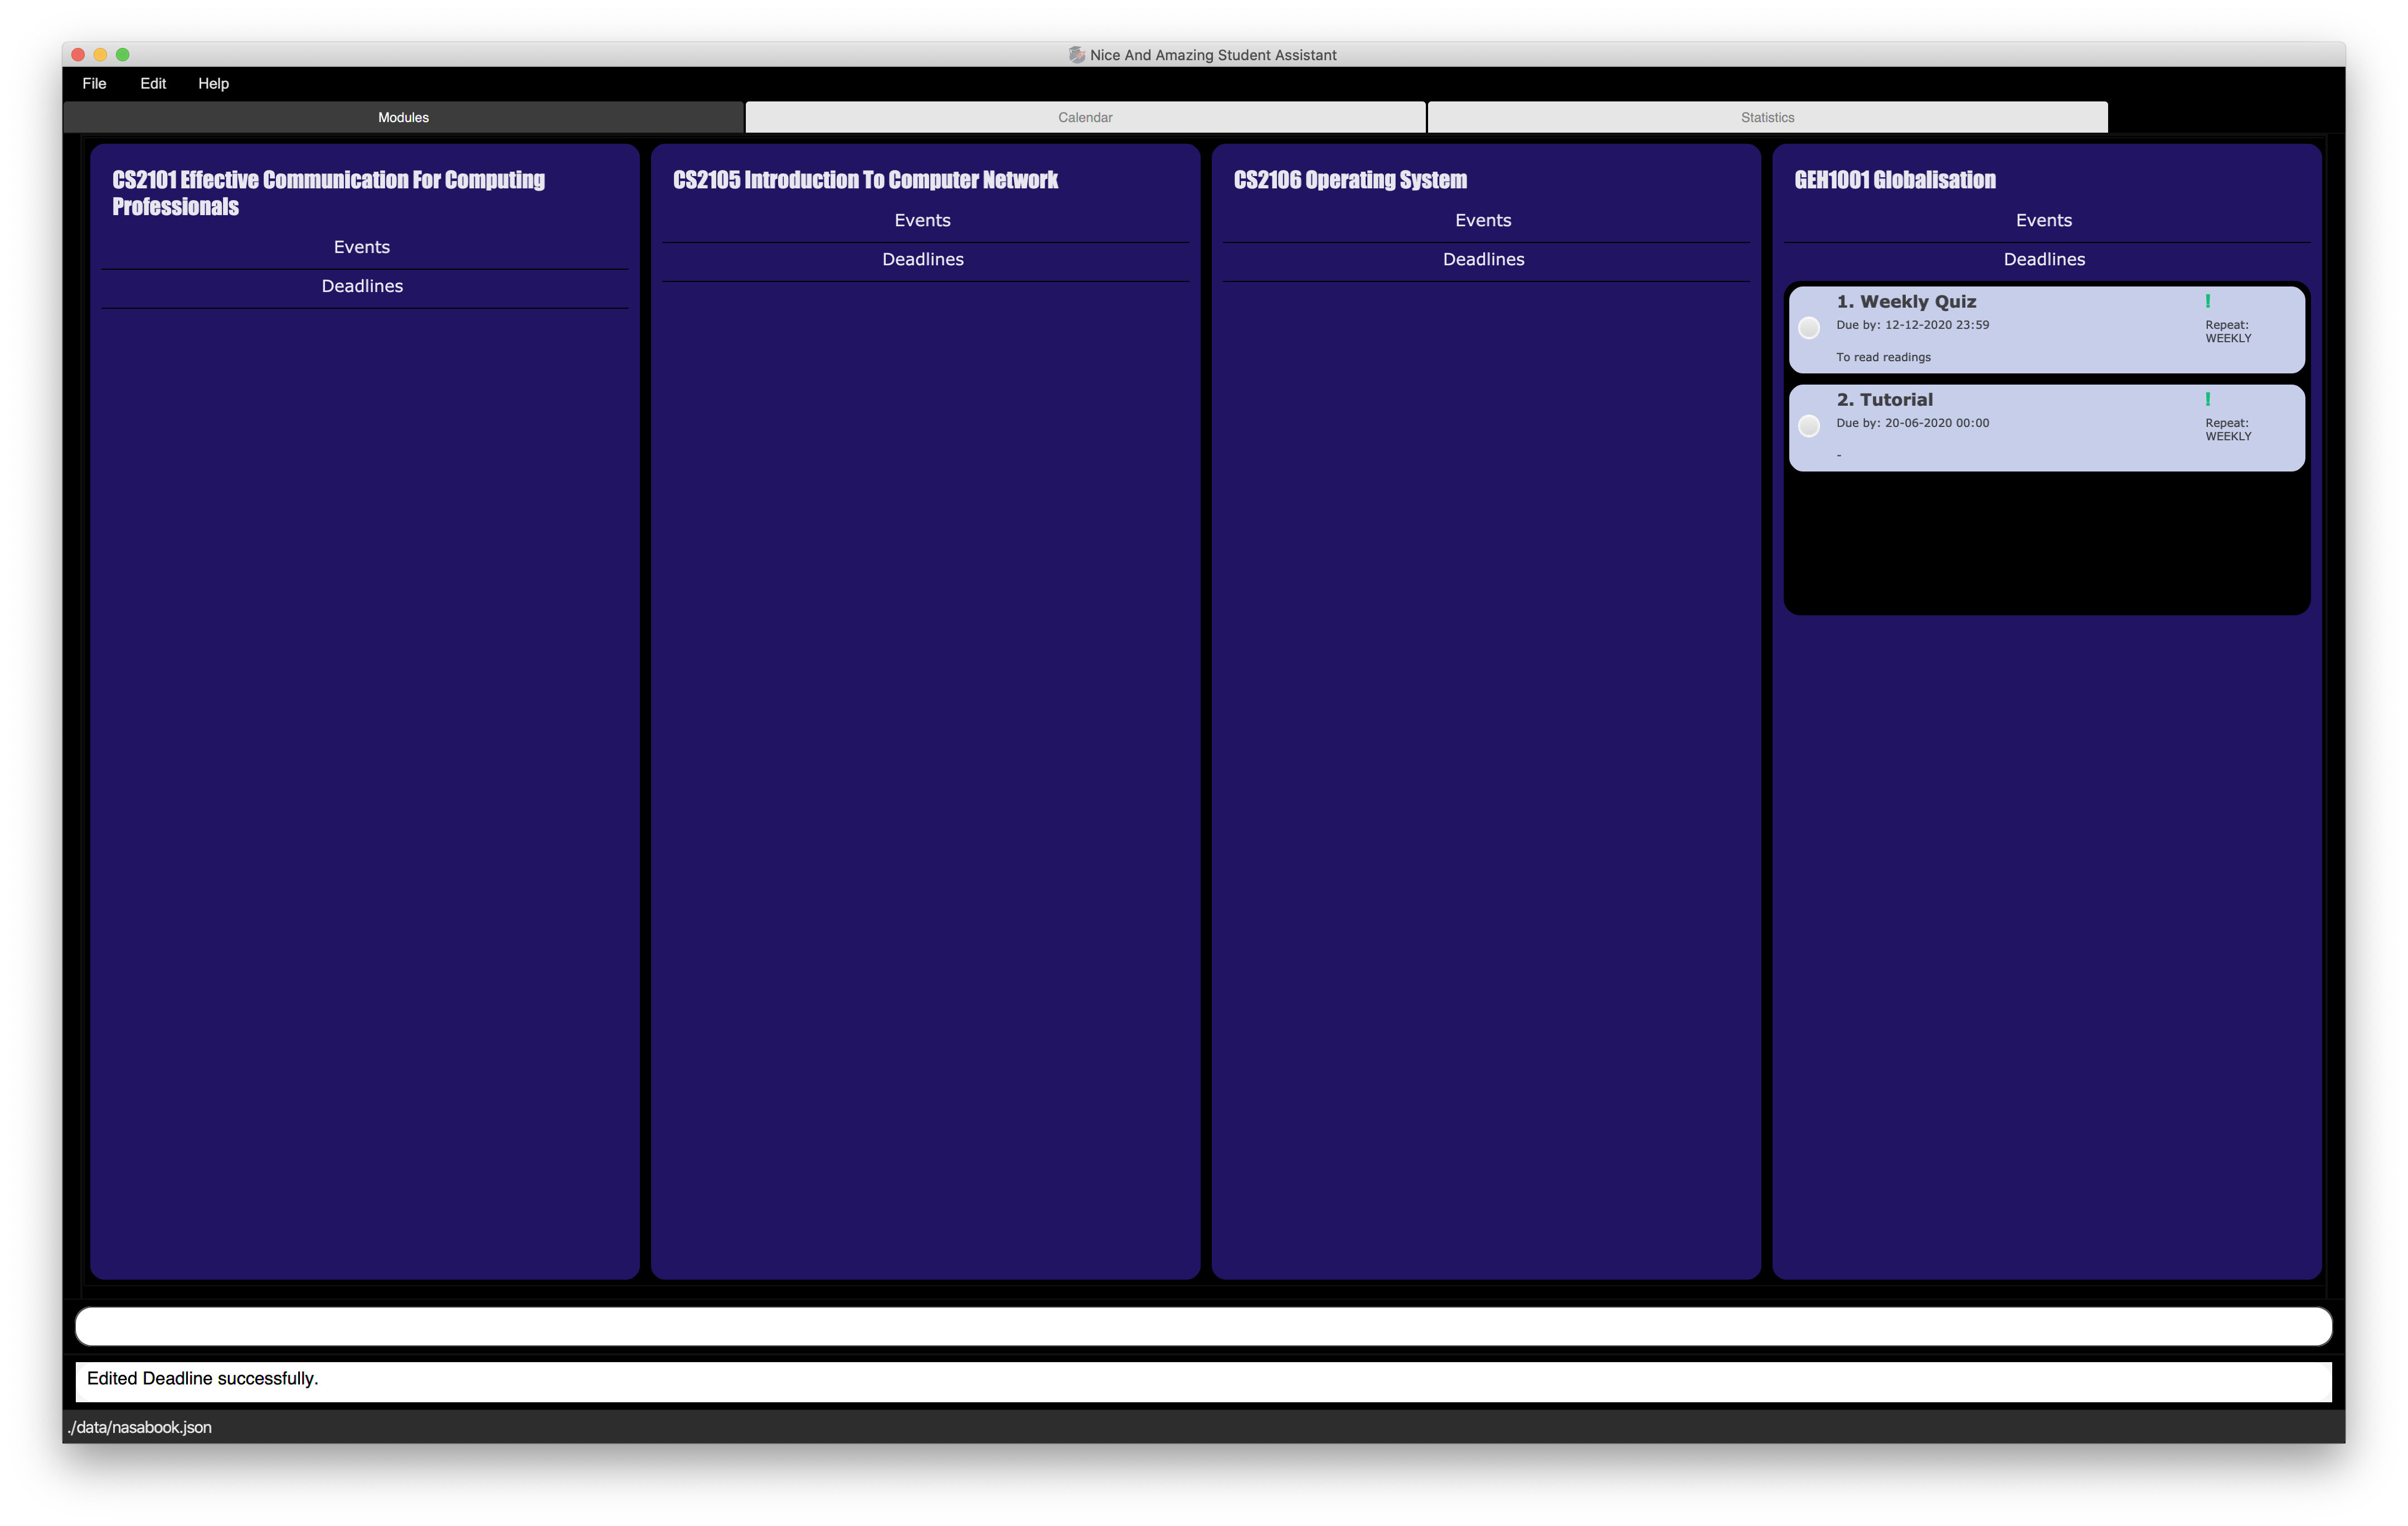 Nice And Amazing Student Assistant
File Edit Help
Modules Calendar Statistics
CS2101 Effective Communication For Computing
Professionals
Events
Deadlines
CS2105 Introduction To Computer Network
Events
Deadlines
CS2106 Operating System
Events
Deadlines
GEH1001 Globalisation
Events
Deadlines
1. Weekly Quiz !
Due by: 12-12-2020 23:59 Repeat:
WEEKLY
To read readings
2. Tutorial !
Due by: 20-06-2020 00:00 Repeat:
WEEKLY
-
Edited Deadline successfully.
./data/nasabook.json